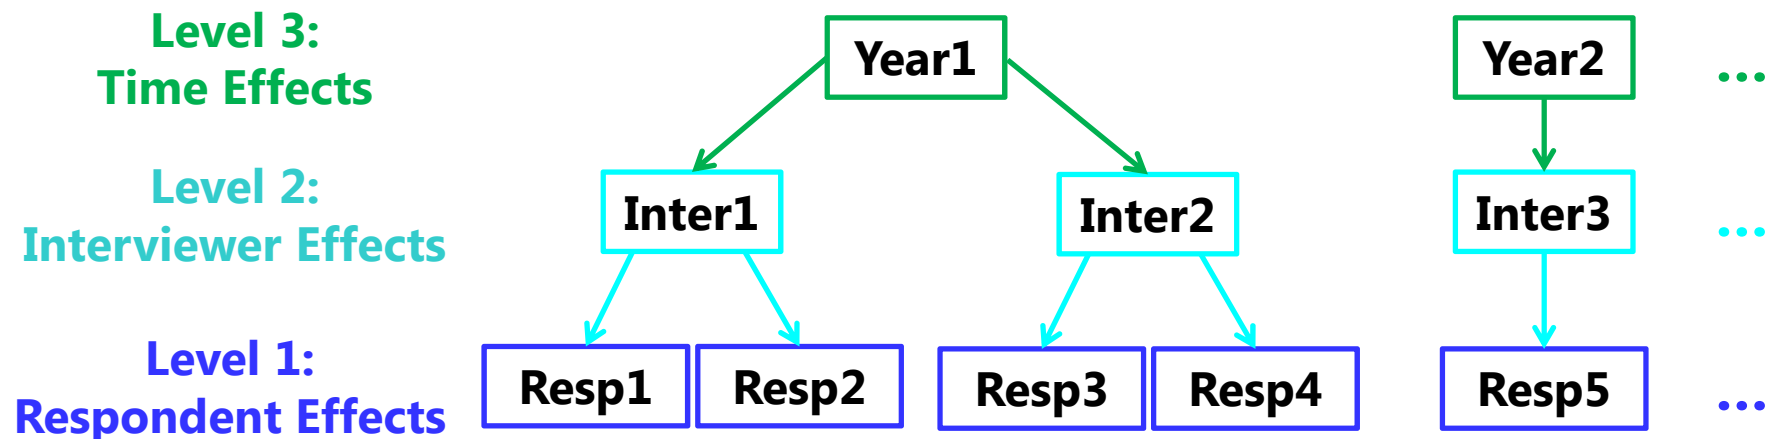 Level 3:
Time Effects
Year1
Year2
...
Level 2:
Interviewer Effects
Inter1
Inter2
Inter3
...
Level 1:
Respondent Effects
Resp1
Resp2
Resp3
Resp4
Resp5
...